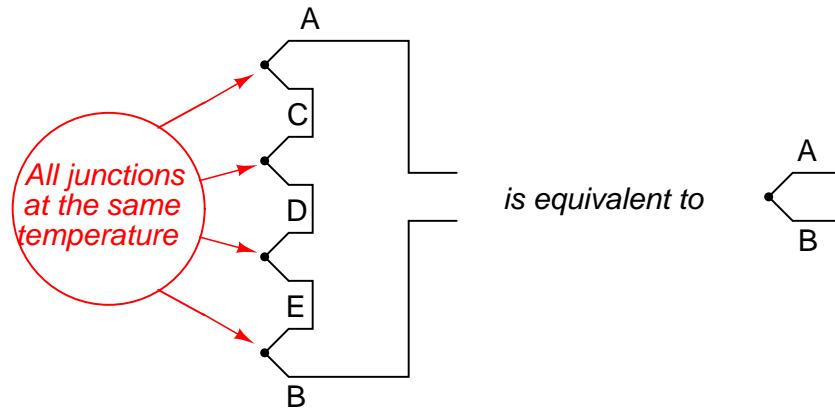 A
C
All junctions
at the same
temperature
D
E
B
is equivalent to
A
B